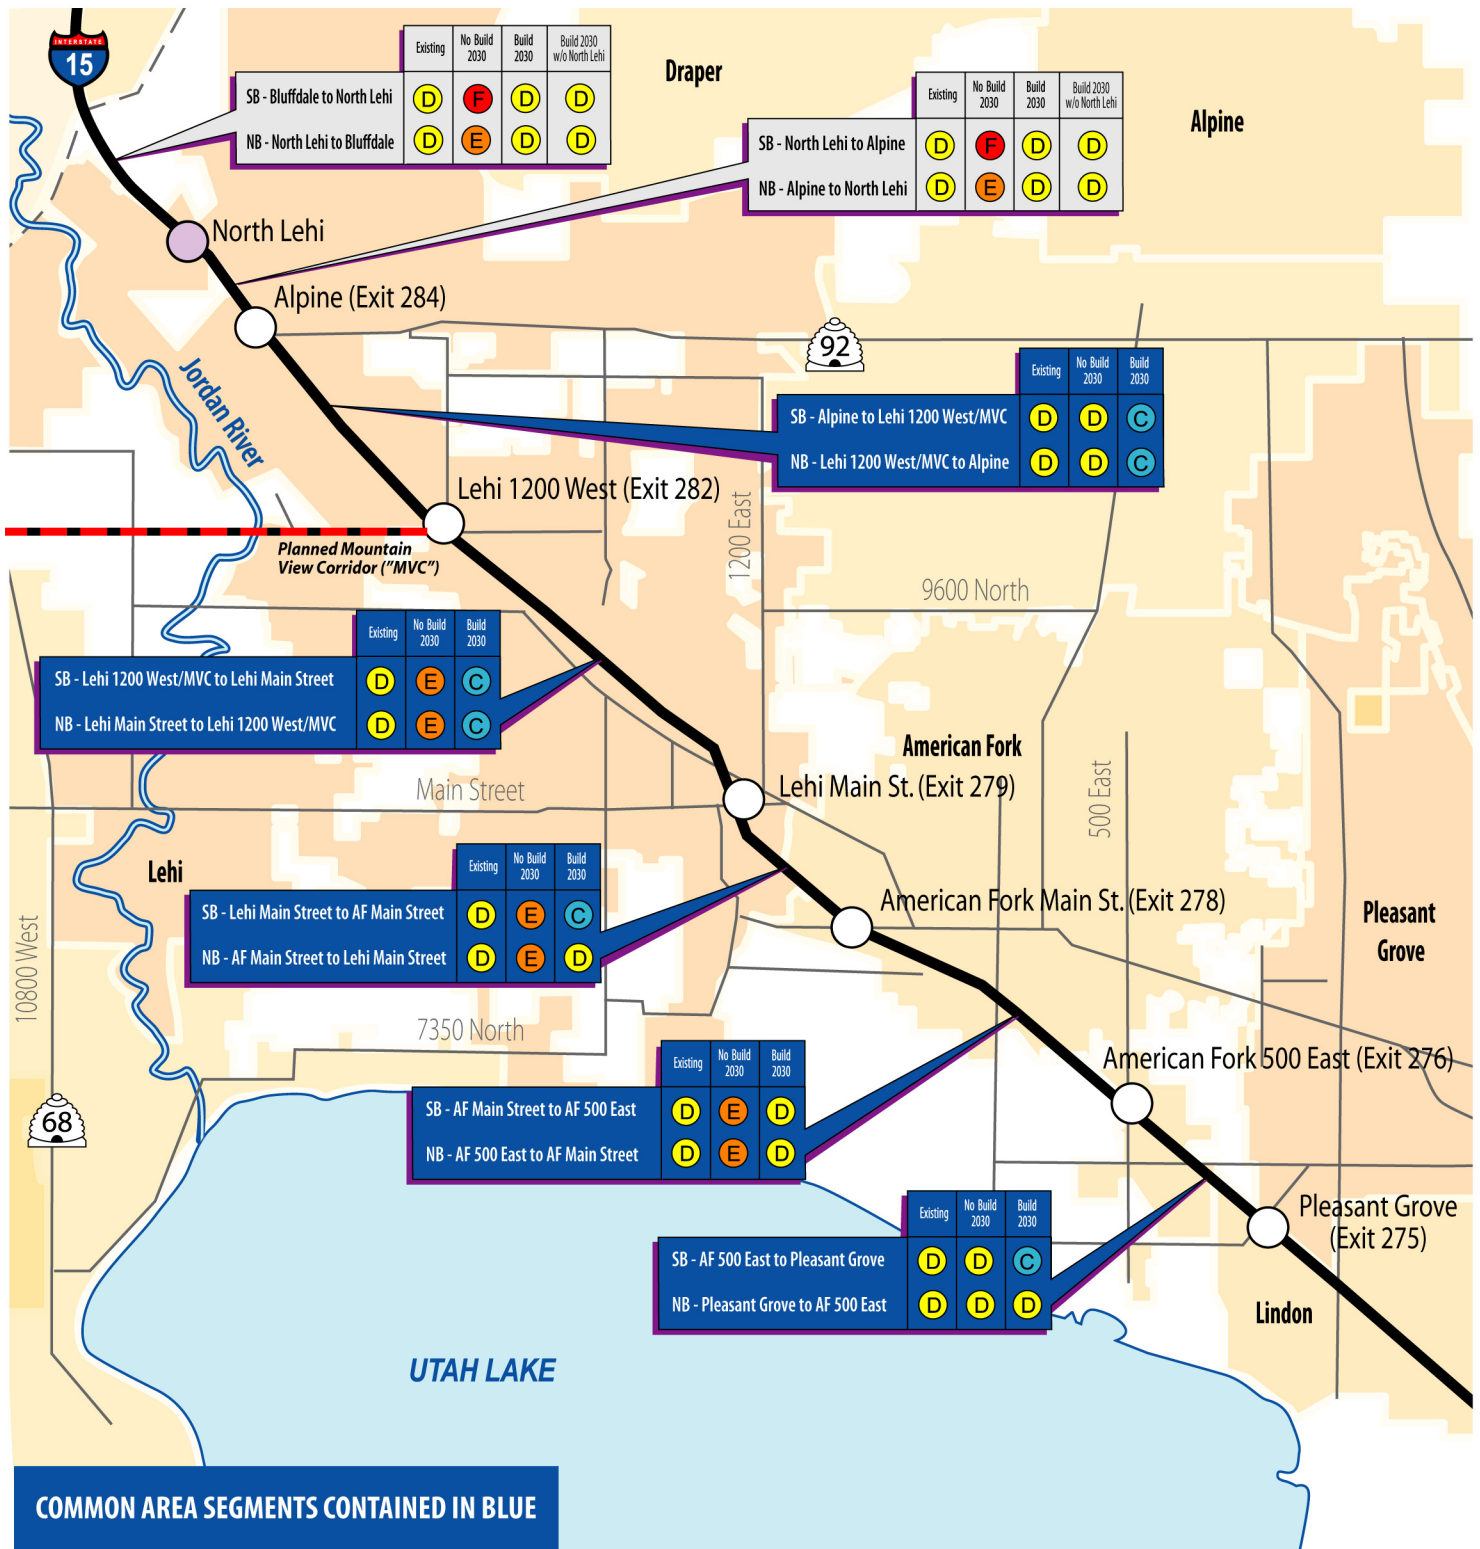 INTERSTATE
15
Existing
No Build
2030
Build
2030
Build 2030
w/o North Lehi
SB - Bluffdale to North Lehi D F D D
NB - North Lehi to Bluffdale D E D D
Draper
Existing
No Build
2030
Build
2030
Build 2030
w/o North Lehi
SB - North Lehi to Alpine D F D D
NB - Alpine to North Lehi D E D D
Alpine
North Lehi
Alpine (Exit 284)
92
Jordan River
Existing
No Build
2030
Build
2030
SB - Alpine to Lehi 1200 West/MVC D D C
NB - Lehi 1200 West/MVC to Alpine D D C
Lehi 1200 West (Exit 282)
1200 East
Planned Mountain
View Corridor ("MVC")
9600 North
Existing
No Build
2030
Build
2030
SB - Lehi 1200 West/MVC to Lehi Main Street D E C
NB - Lehi Main Street to Lehi 1200 West/MVC D E C
American Fork
Main Street
Lehi Main St. (Exit 279)
500 East
Lehi
Existing
No Build
2030
Build
2030
SB - Lehi Main Street to AF Main Street D E C
NB - AF Main Street to Lehi Main Street D E D
American Fork Main St. (Exit 278)
Pleasant
Grove
10800 West
7350 North
Existing
No Build
2030
Build
2030
SB - AF Main Street to AF 500 East D E D
NB - AF 500 East to AF Main Street D E D
American Fork 500 East (Exit 276)
68
Existing
No Build
2030
Build
2030
SB - AF 500 East to Pleasant Grove D D C
NB - Pleasant Grove to AF 500 East D D D
Pleasant Grove
(Exit 275)
Lindon
UTAH LAKE
COMMON AREA SEGMENTS CONTAINED IN BLUE